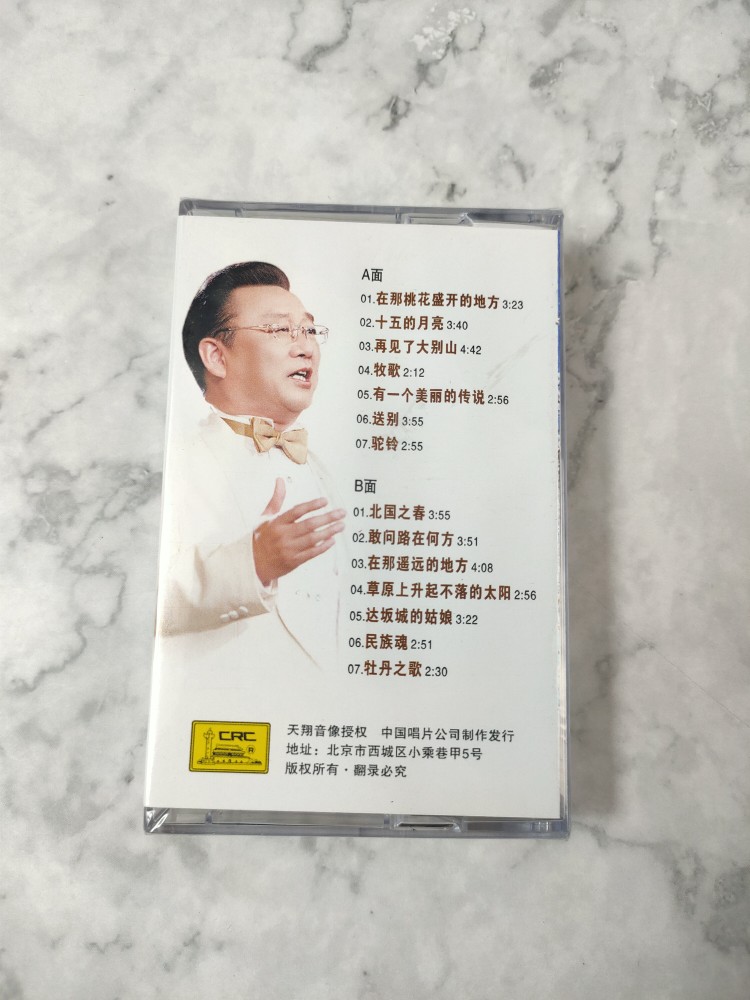 A面
01.在那桃花盛开的地方 3:23
02.十五的月亮 3:40
03.再见了大别山 4:42
04.牧歌 2:12
05.有一个美丽的传说 2:56
06.送别 3:55
07.驼铃 2:55
B面
01.北国之春 3:55
02.敢问路在何方 3:51
03.在那遥远的地方 4:08
04.草原上升起不落的太阳 2:56
05.达坂城的姑娘 3:22
06.民族魂 2:51
07.牡丹之歌 2:30
CRC
®
天翔音像授权 中国唱片公司制作发行
地址：北京市西城区小乘巷甲5号
版权所有·翻录必究